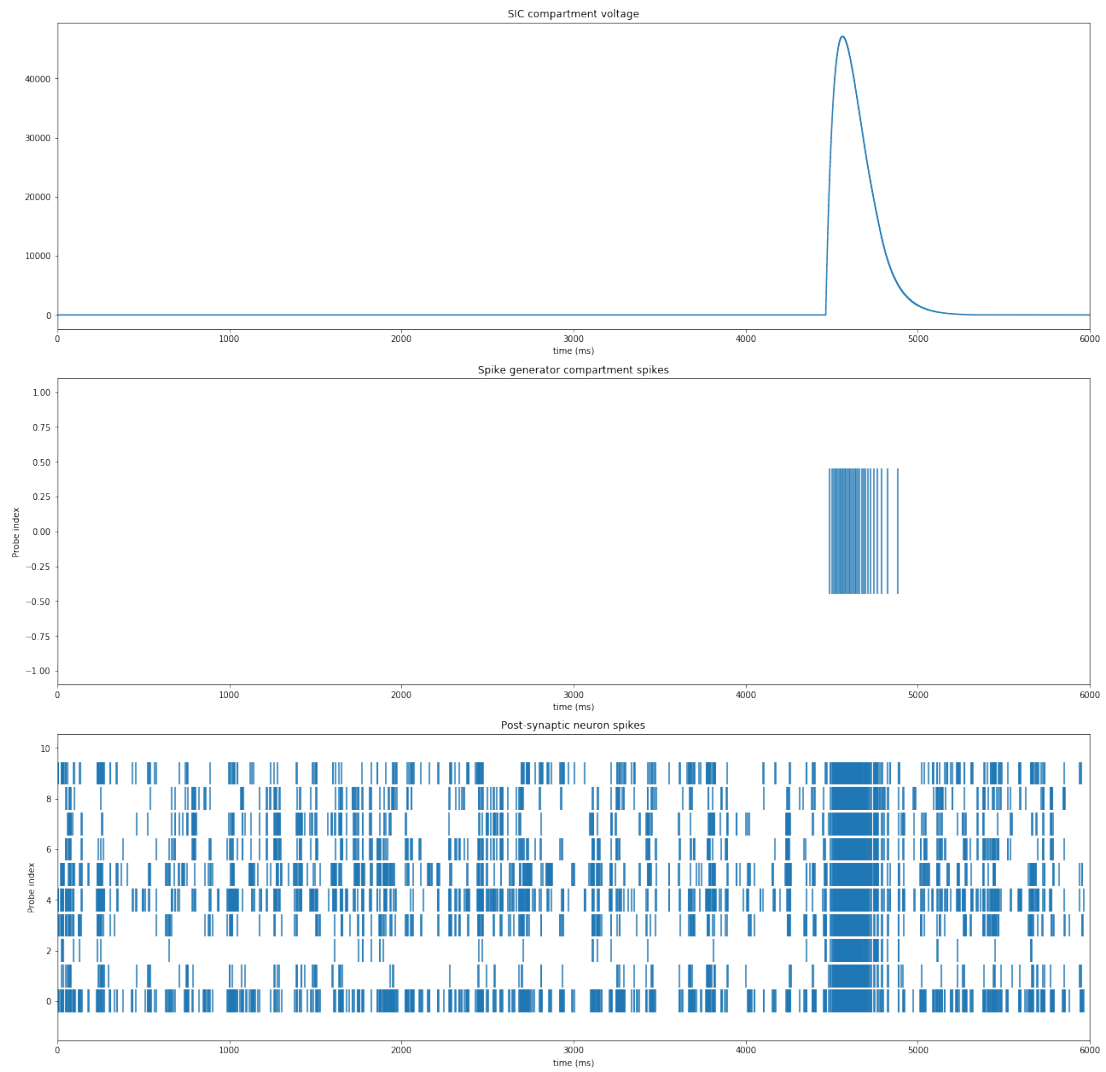 SIC compartment voltage
40000
30000
20000
10000
0
0 1000 2000 3000 4000 5000 6000
time (ms)
Spike generator compartment spikes
1.00
0.75
0.50
0.25
0.00
−0.25
−0.50
−0.75
−1.00
Probe index
0 1000 2000 3000 4000 5000 6000
time (ms)
Post-synaptic neuron spikes
10
8
6
4
2
0
Probe index
0 1000 2000 3000 4000 5000 6000
time (ms)